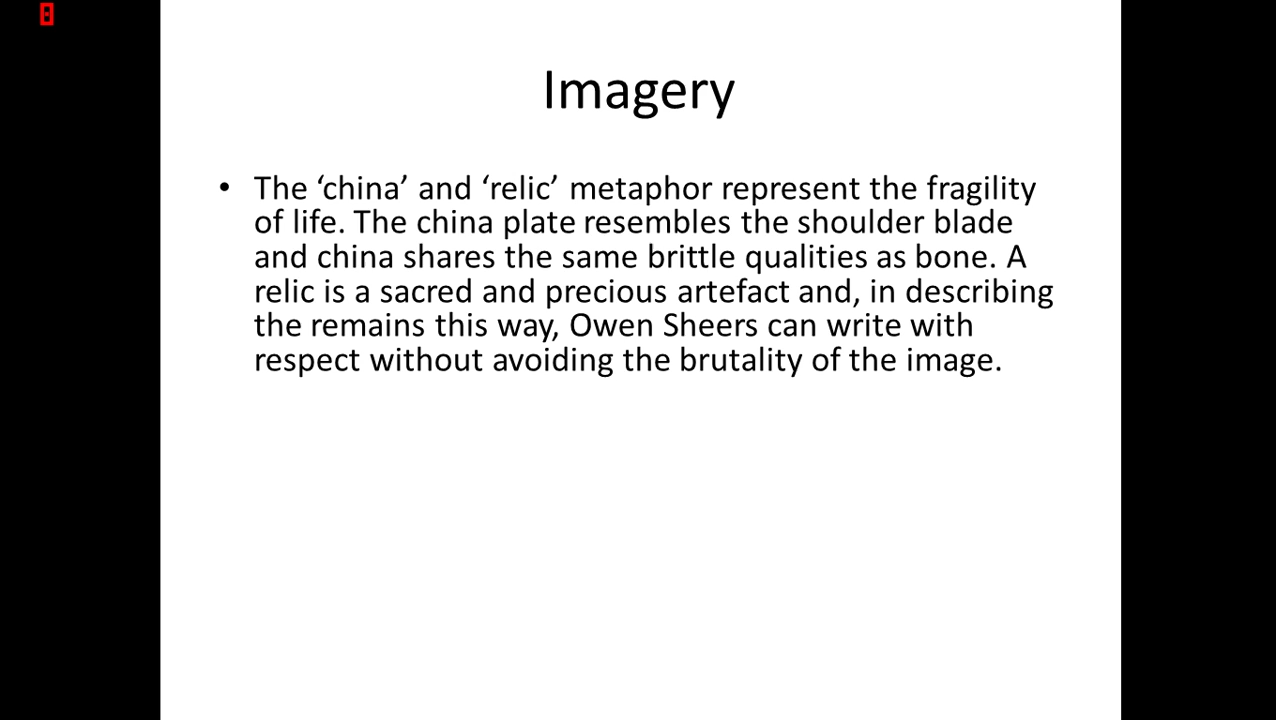 Imagery
• The ‘china’ and ‘relic’ metaphor represent the fragility
of life. The china plate resembles the shoulder blade
and china shares the same brittle qualities as bone. A
relic is a sacred and precious artefact and, in describing
the remains this way, Owen Sheers can write with
respect without avoiding the brutality of the image.